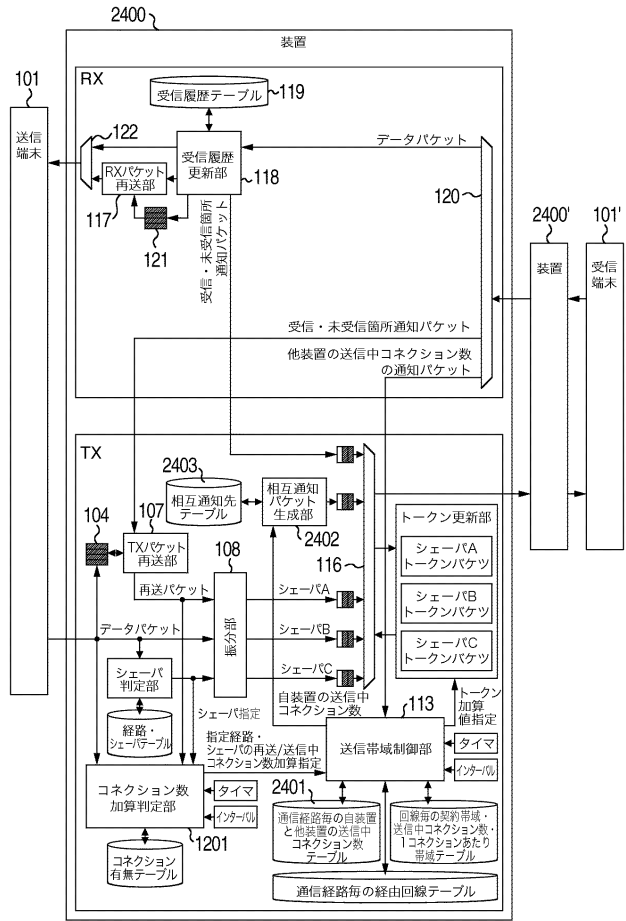 2400
装置
101
送信
端末
RX
受信履歴テーブル
119
122
受信履歴
更新部
118
データパケット
RXパケット
再送部
117
121
120
受信・未受信箇所
通知パケット
2400'
装置
101'
受信
端末
受信・未受信箇所通知パケット
他装置の送信中コネクション数
の通知パケット
TX
2403
相互通知先
テーブル
相互通知
パケット
生成部
2402
104
107
TXパケット
再送部
108
116
トークン更新部
シェーパA
トークンバケツ
シェーパB
トークンバケツ
シェーパC
トークンバケツ
再送パケット
シェーパA
データパケット
振分部
シェーパB
シェーパ
判定部
シェーパC
自装置の送信中
コネクション数
トークン
加算
値指定
経路・
シェーパテーブル
シェーパ指定
113
指定経路・
シェーパの再送/送信中
コネクション数加算指定
送信帯域制御部
タイマ
インターバル
コネクション数
加算判定部
タイマ
インターバル
1201
2401
通信経路毎の自装置
と他装置の送信中
コネクション数
テーブル
回線毎の契約帯域・
送信中コネクション数・
1コネクションあたり
帯域テーブル
コネクション
有無テーブル
通信経路毎の経由回線テーブル